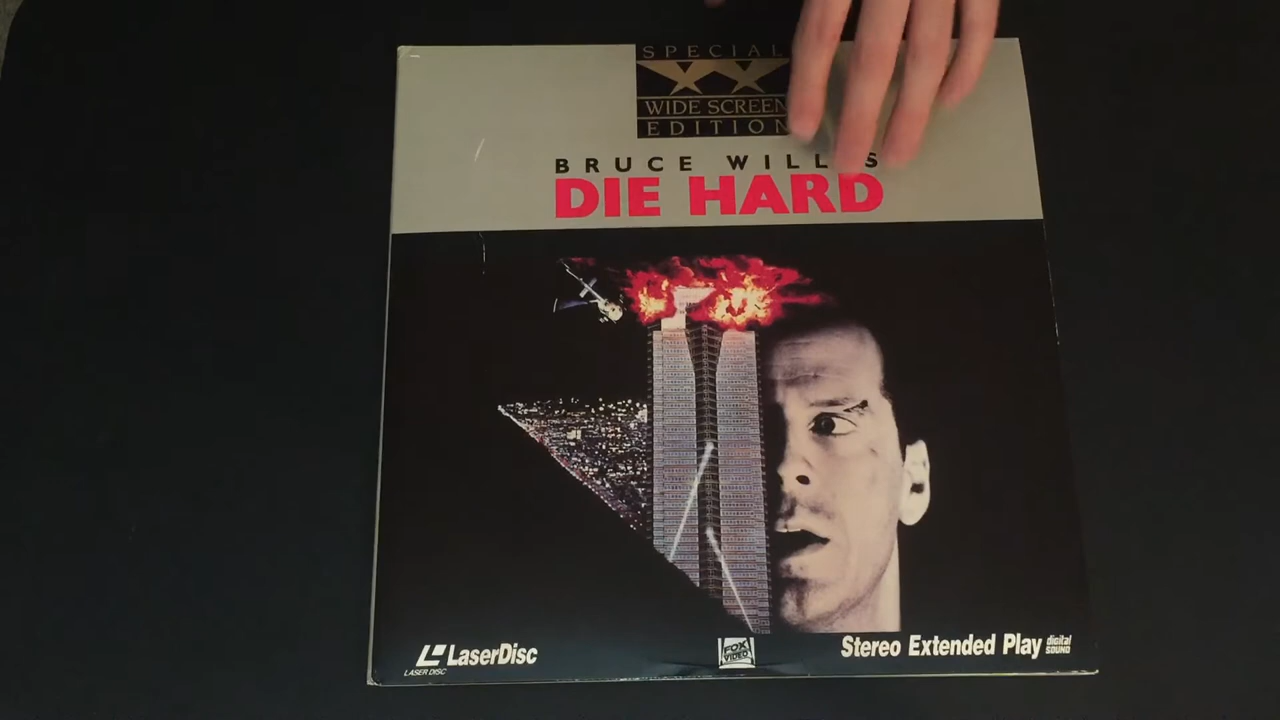 SPECIAL
WIDE SCREEN
EDITION
BRUCE WILLIS
DIE HARD
LaserDisc
LASER DISC
FOX
VIDEO
Stereo Extended Play
digital
SOUND